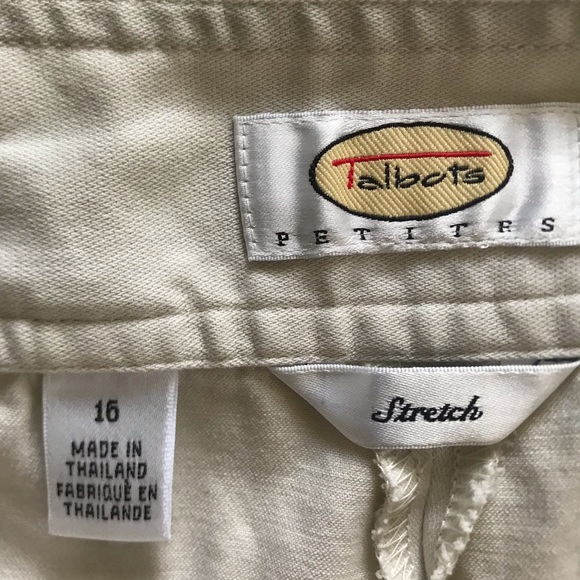 Talbots
PETITES
Stretch
16
MADE IN
THAILAND
FABRIQUÉ EN
THAILANDE